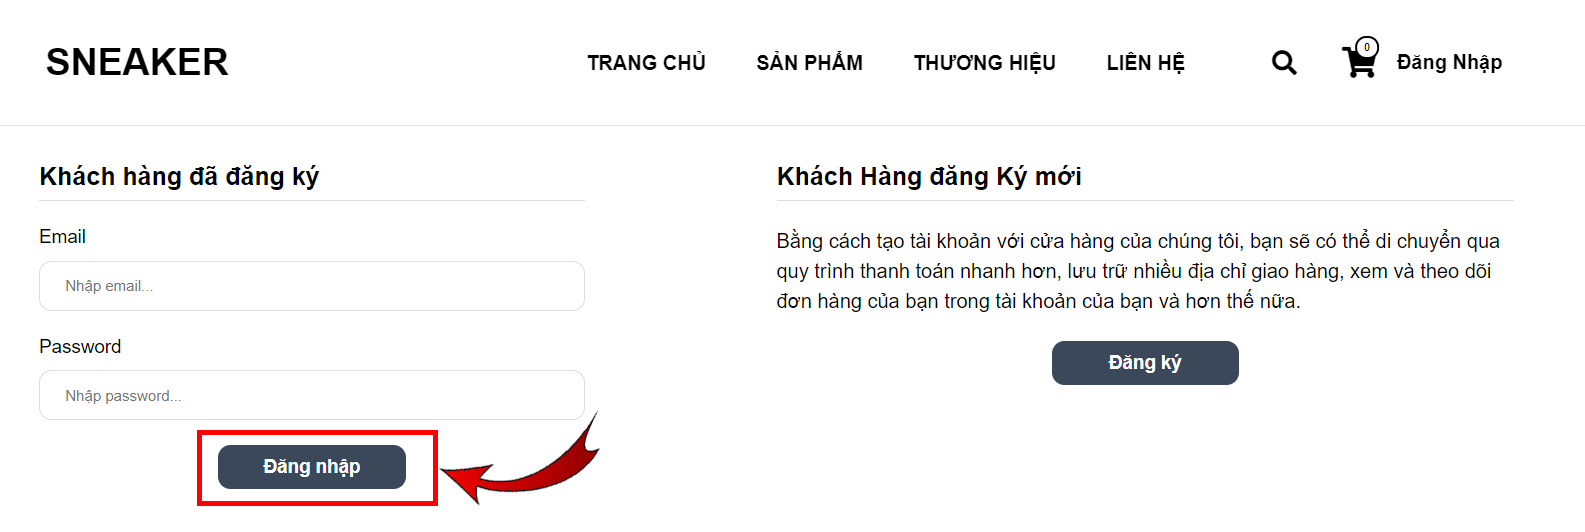 SNEAKER
TRANG CHỦ
SẢN PHẨM
THƯƠNG HIỆU
LIÊN HỆ
0
Đăng Nhập
Khách hàng đã đăng ký
Email
Nhập email...
Password
Nhập password...
Đăng nhập
Khách Hàng đăng Ký mới
Bằng cách tạo tài khoản với cửa hàng của chúng tôi, bạn sẽ có thể di chuyển qua
quy trình thanh toán nhanh hơn, lưu trữ nhiều địa chỉ giao hàng, xem và theo dõi
đơn hàng của bạn trong tài khoản của bạn và hơn thế nữa.
Đăng ký